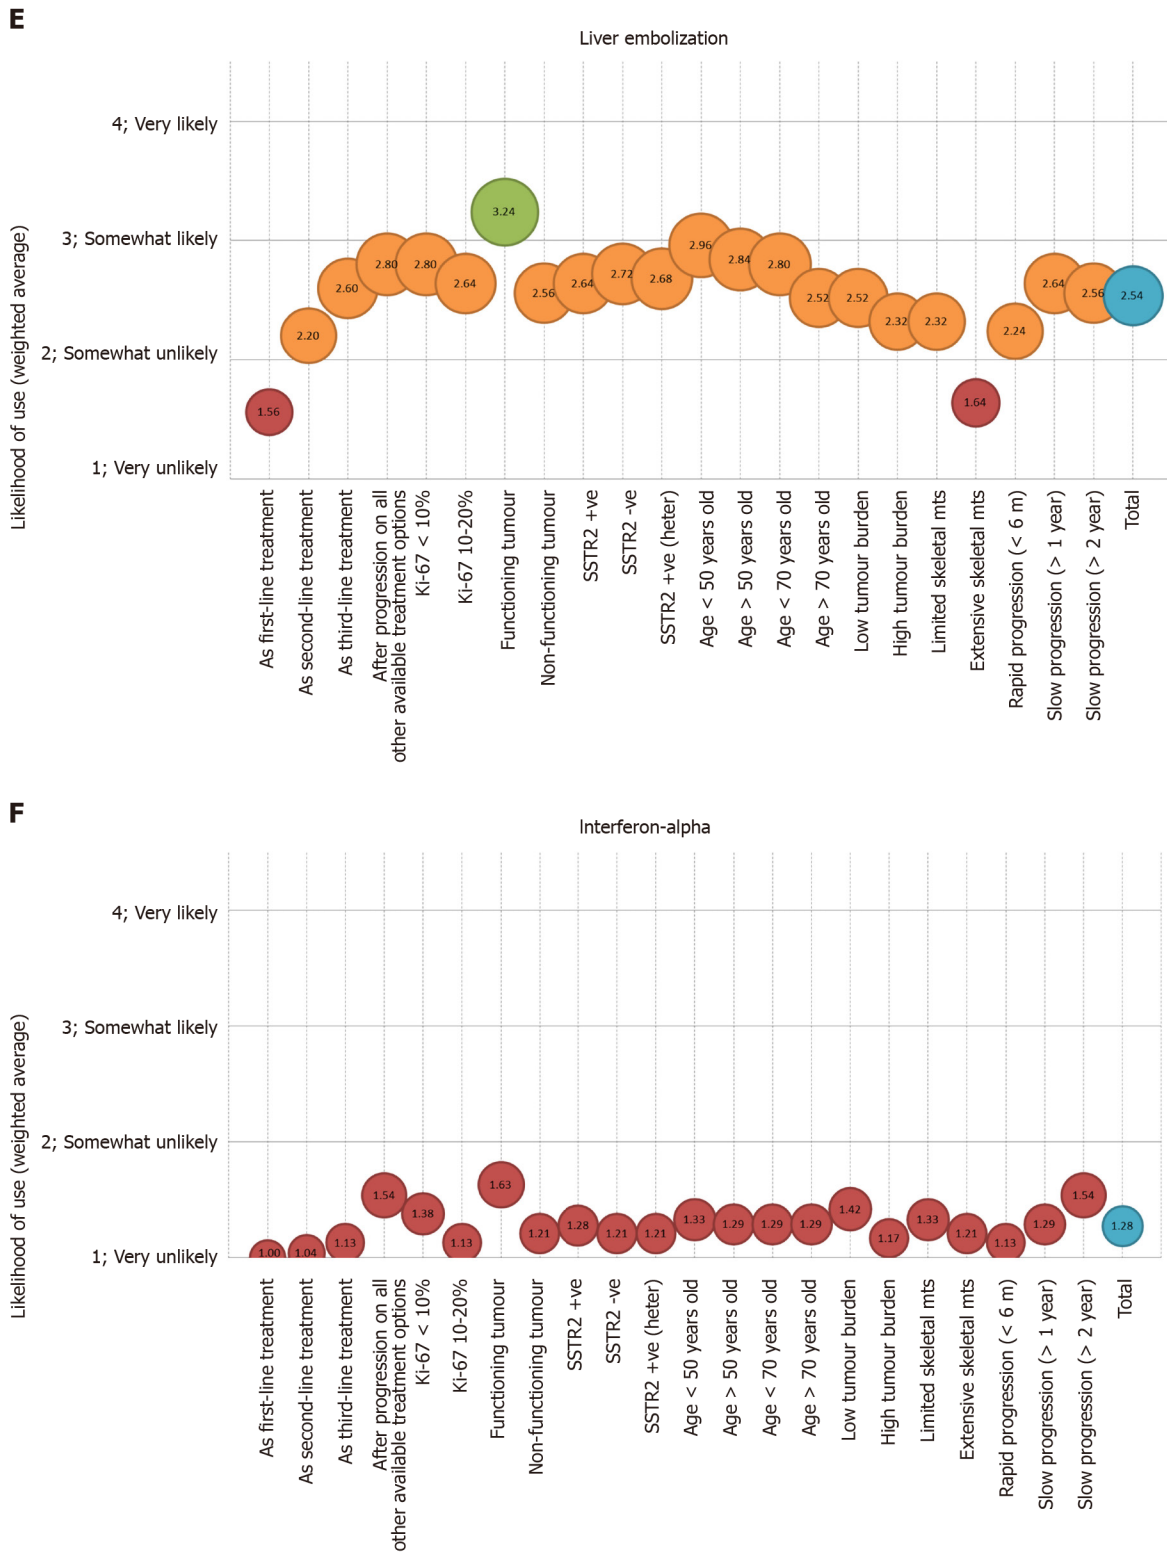 E
Liver embolization
Likelihood of use (weighted average)
4; Very likely
3; Somewhat likely
2; Somewhat unlikely
1; Very unlikely
1.56
2.20
2.60
2.80
2.80
2.64
3.24
2.56
2.64
2.72
2.68
2.96
2.84
2.80
2.52
2.52
2.32
2.32
1.64
2.24
2.64
2.56
2.54
As first-line treatment
As second-line treatment
As third-line treatment
After progression on all
other available treatment options
Ki-67 < 10%
Ki-67 10-20%
Functioning tumour
Non-functioning tumour
SSTR2 +ve
SSTR2 -ve
SSTR2 +ve (heter)
Age < 50 years old
Age > 50 years old
Age < 70 years old
Age > 70 years old
Low tumour burden
High tumour burden
Limited skeletal mts
Extensive skeletal mts
Rapid progression (< 6 m)
Slow progression (> 1 year)
Slow progression (> 2 year)
Total
F
Interferon-alpha
Likelihood of use (weighted average)
4; Very likely
3; Somewhat likely
2; Somewhat unlikely
1; Very unlikely
1.00
1.04
1.13
1.54
1.38
1.13
1.63
1.21
1.28
1.21
1.21
1.33
1.29
1.29
1.29
1.42
1.17
1.33
1.21
1.13
1.29
1.54
1.28
As first-line treatment
As second-line treatment
As third-line treatment
After progression on all
other available treatment options
Ki-67 < 10%
Ki-67 10-20%
Functioning tumour
Non-functioning tumour
SSTR2 +ve
SSTR2 -ve
SSTR2 +ve (heter)
Age < 50 years old
Age > 50 years old
Age < 70 years old
Age > 70 years old
Low tumour burden
High tumour burden
Limited skeletal mts
Extensive skeletal mts
Rapid progression (< 6 m)
Slow progression (> 1 year)
Slow progression (> 2 year)
Total